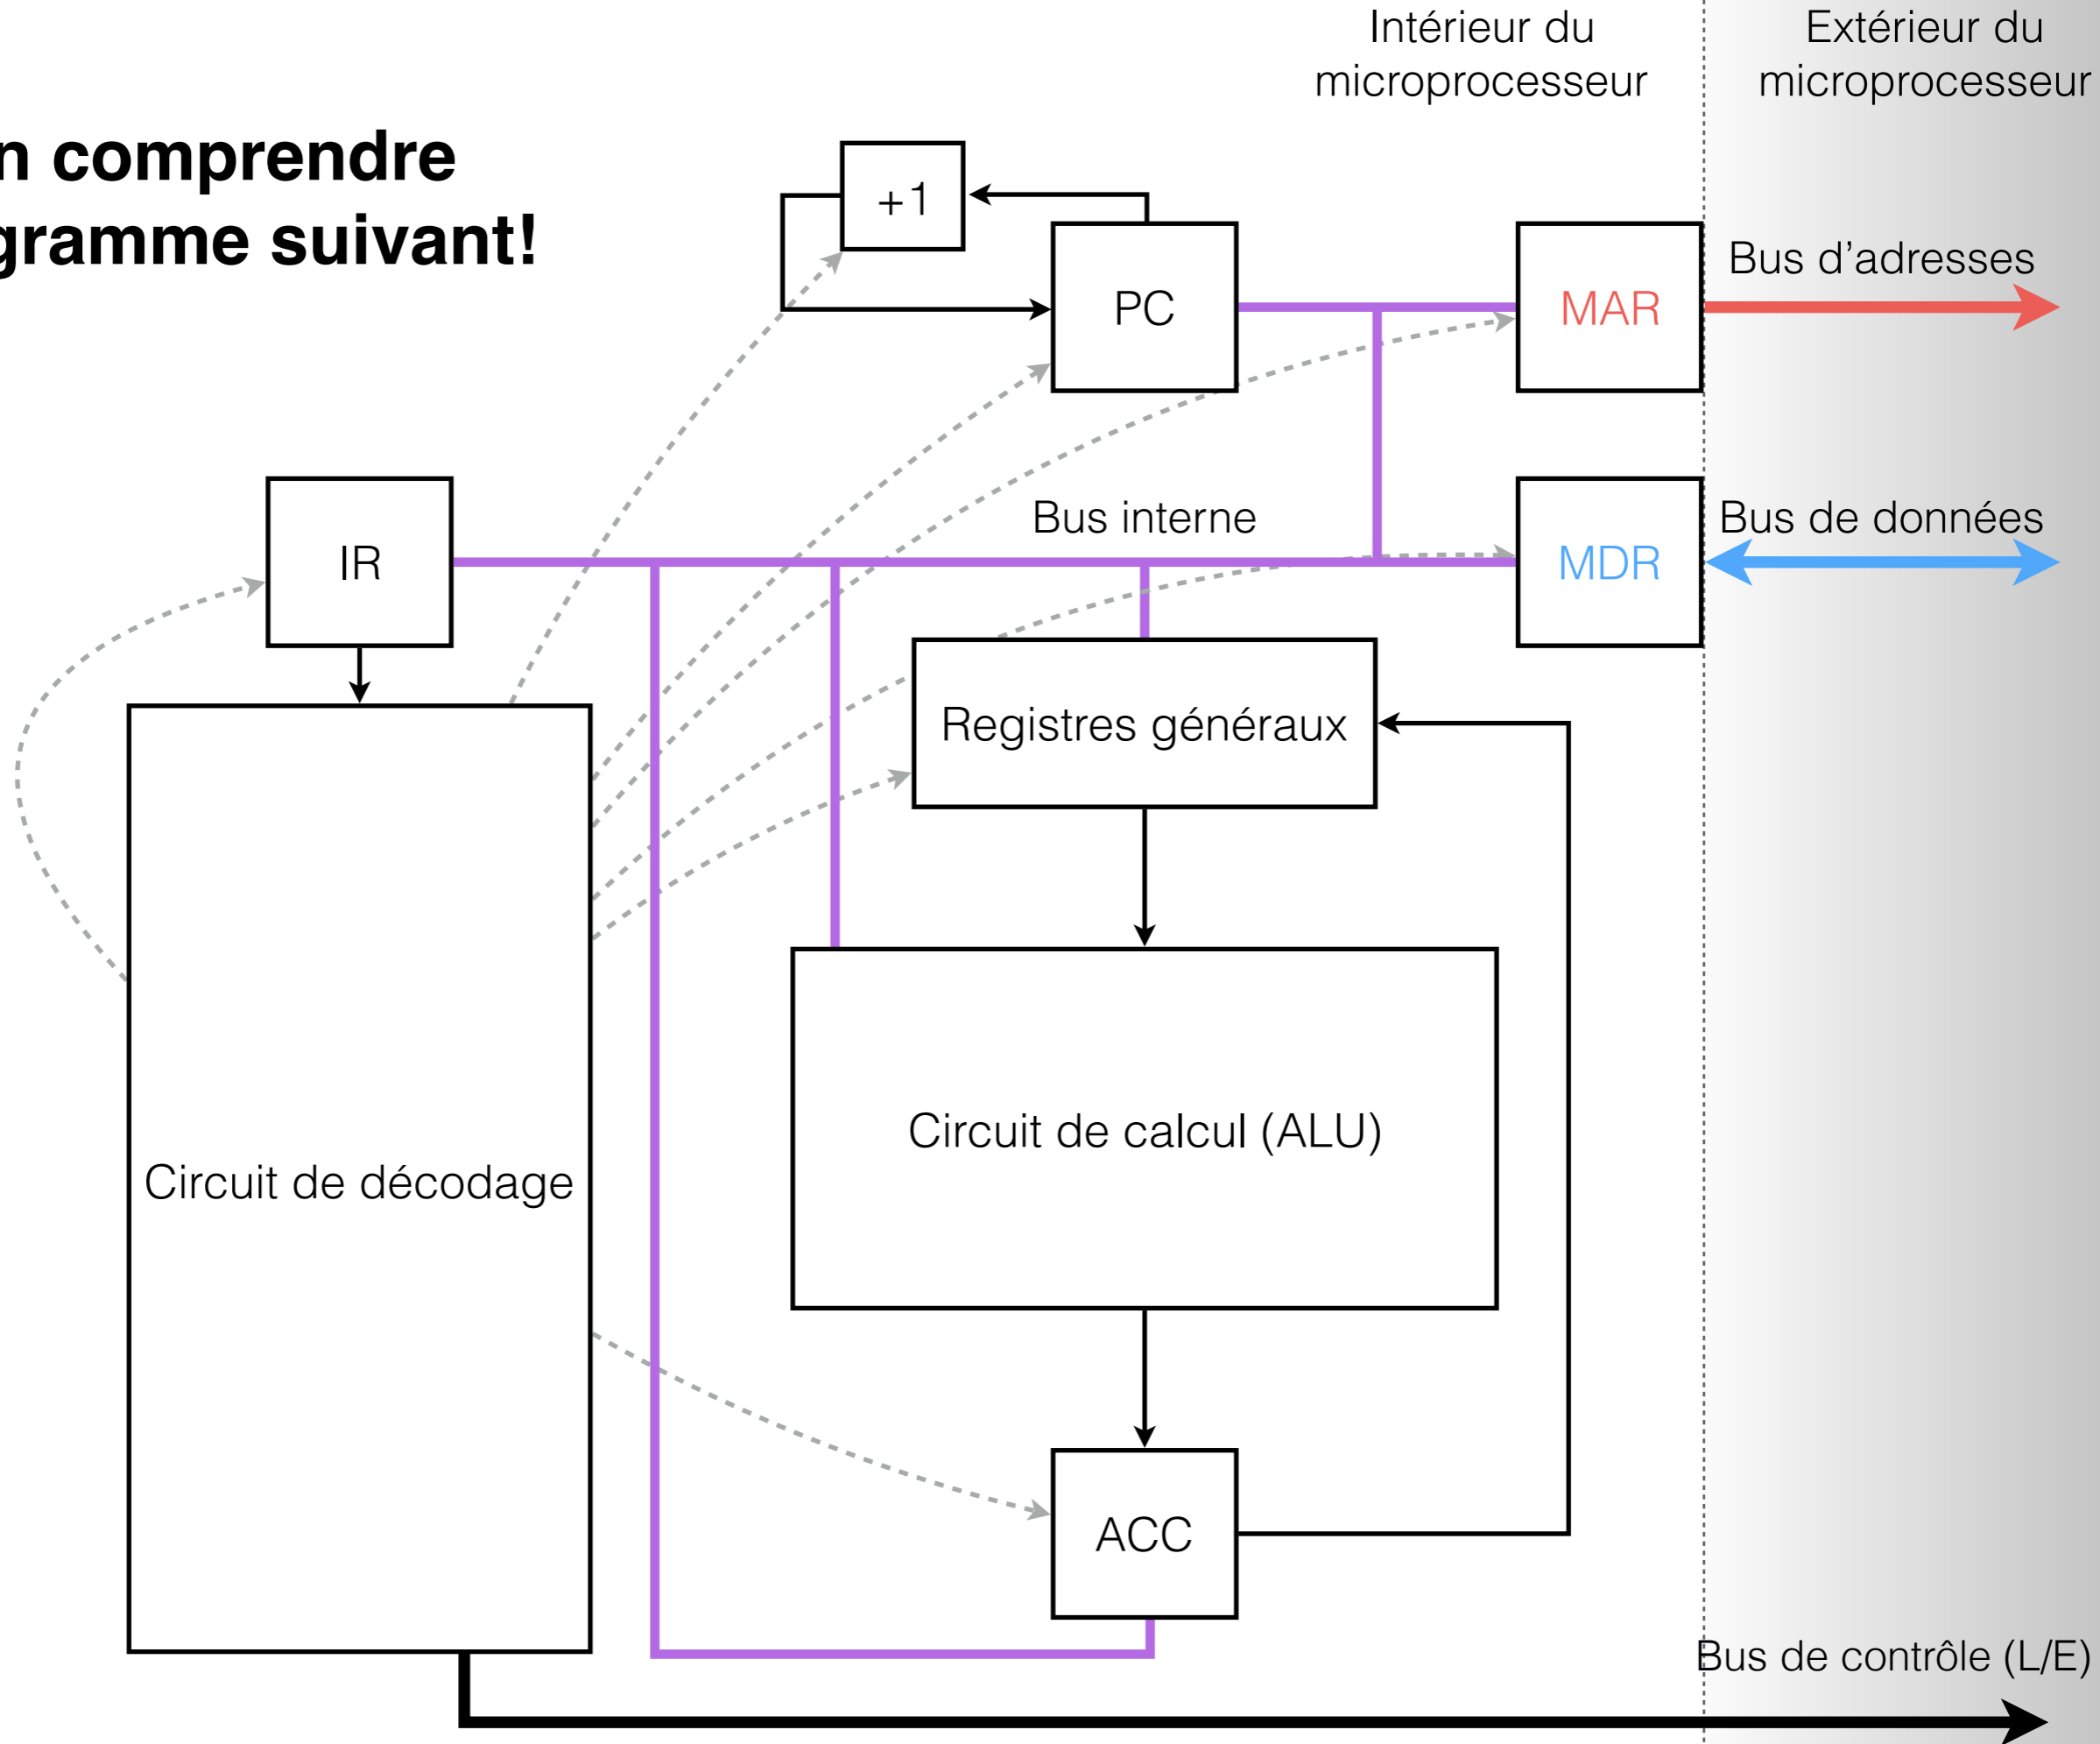 Intérieur du
microprocesseur
Extérieur du
microprocesseur
n comprendre
gramme suivant!
+1
PC
MAR
Bus d’adresses
IR
Bus interne
MDR
Bus de données
Registres généraux
Circuit de calcul (ALU)
Circuit de décodage
ACC
Bus de contrôle (L/E)